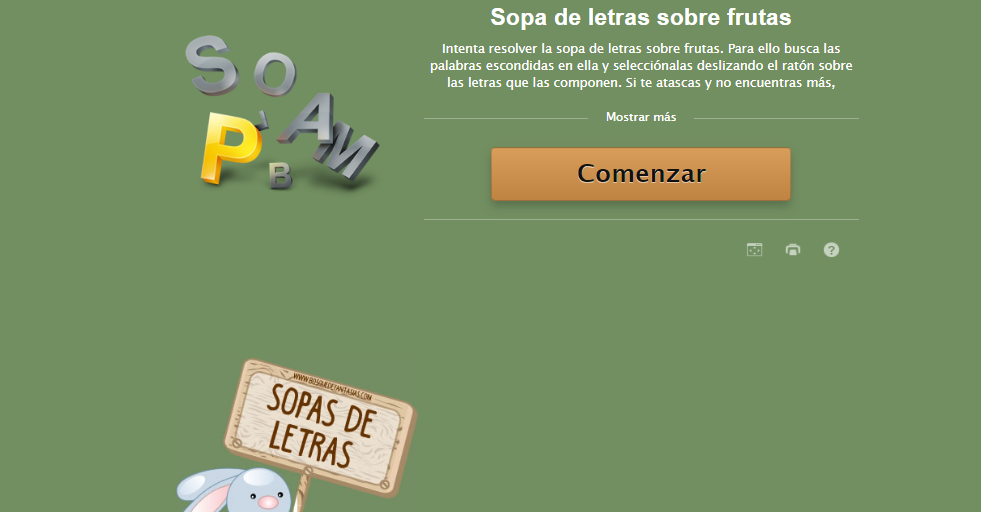 Sopa de letras sobre frutas
Intenta resolver la sopa de letras sobre frutas. Para ello busca las
palabras escondidas en ella y selecciónalas deslizando el ratón sobre
las letras que las componen. Si te atascas y no encuentras más,
Mostrar más
Comenzar
S O
P L A M
B
?
WWW.BOSQUEDEFANTASIAS.COM
SOPAS DE
LETRAS